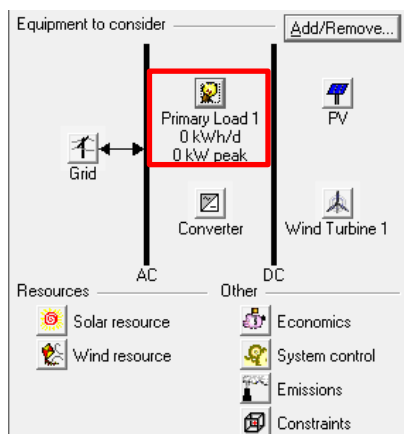 Equipment to consider
Add/Remove...
Primary Load 1
0 kWh/d
0 kW peak
PV
Grid
Converter
Wind Turbine 1
AC
DC
Resources
Other
Solar resource
Economics
Wind resource
System control
Emissions
Constraints